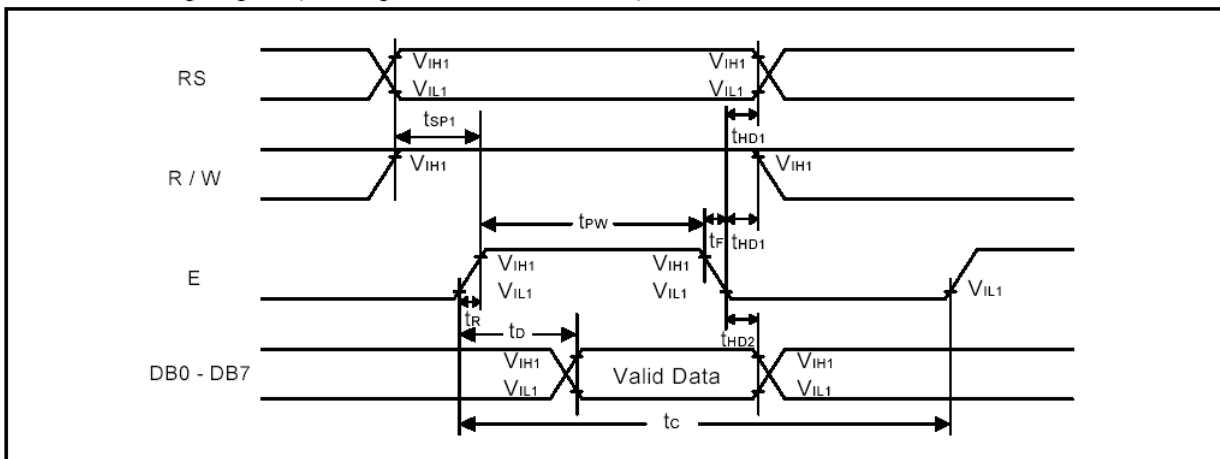 RS
VIH1
VIL1
VIH1
VIL1
tSP1
tHD1
R / W
VIH1
VIH1
tPW
tF
tHD1
E
VIH1
VIL1
VIH1
VIL1
VIL1
tR
tD
tHD2
DB0 - DB7
VIH1
VIL1
Valid Data
VIH1
VIL1
tC